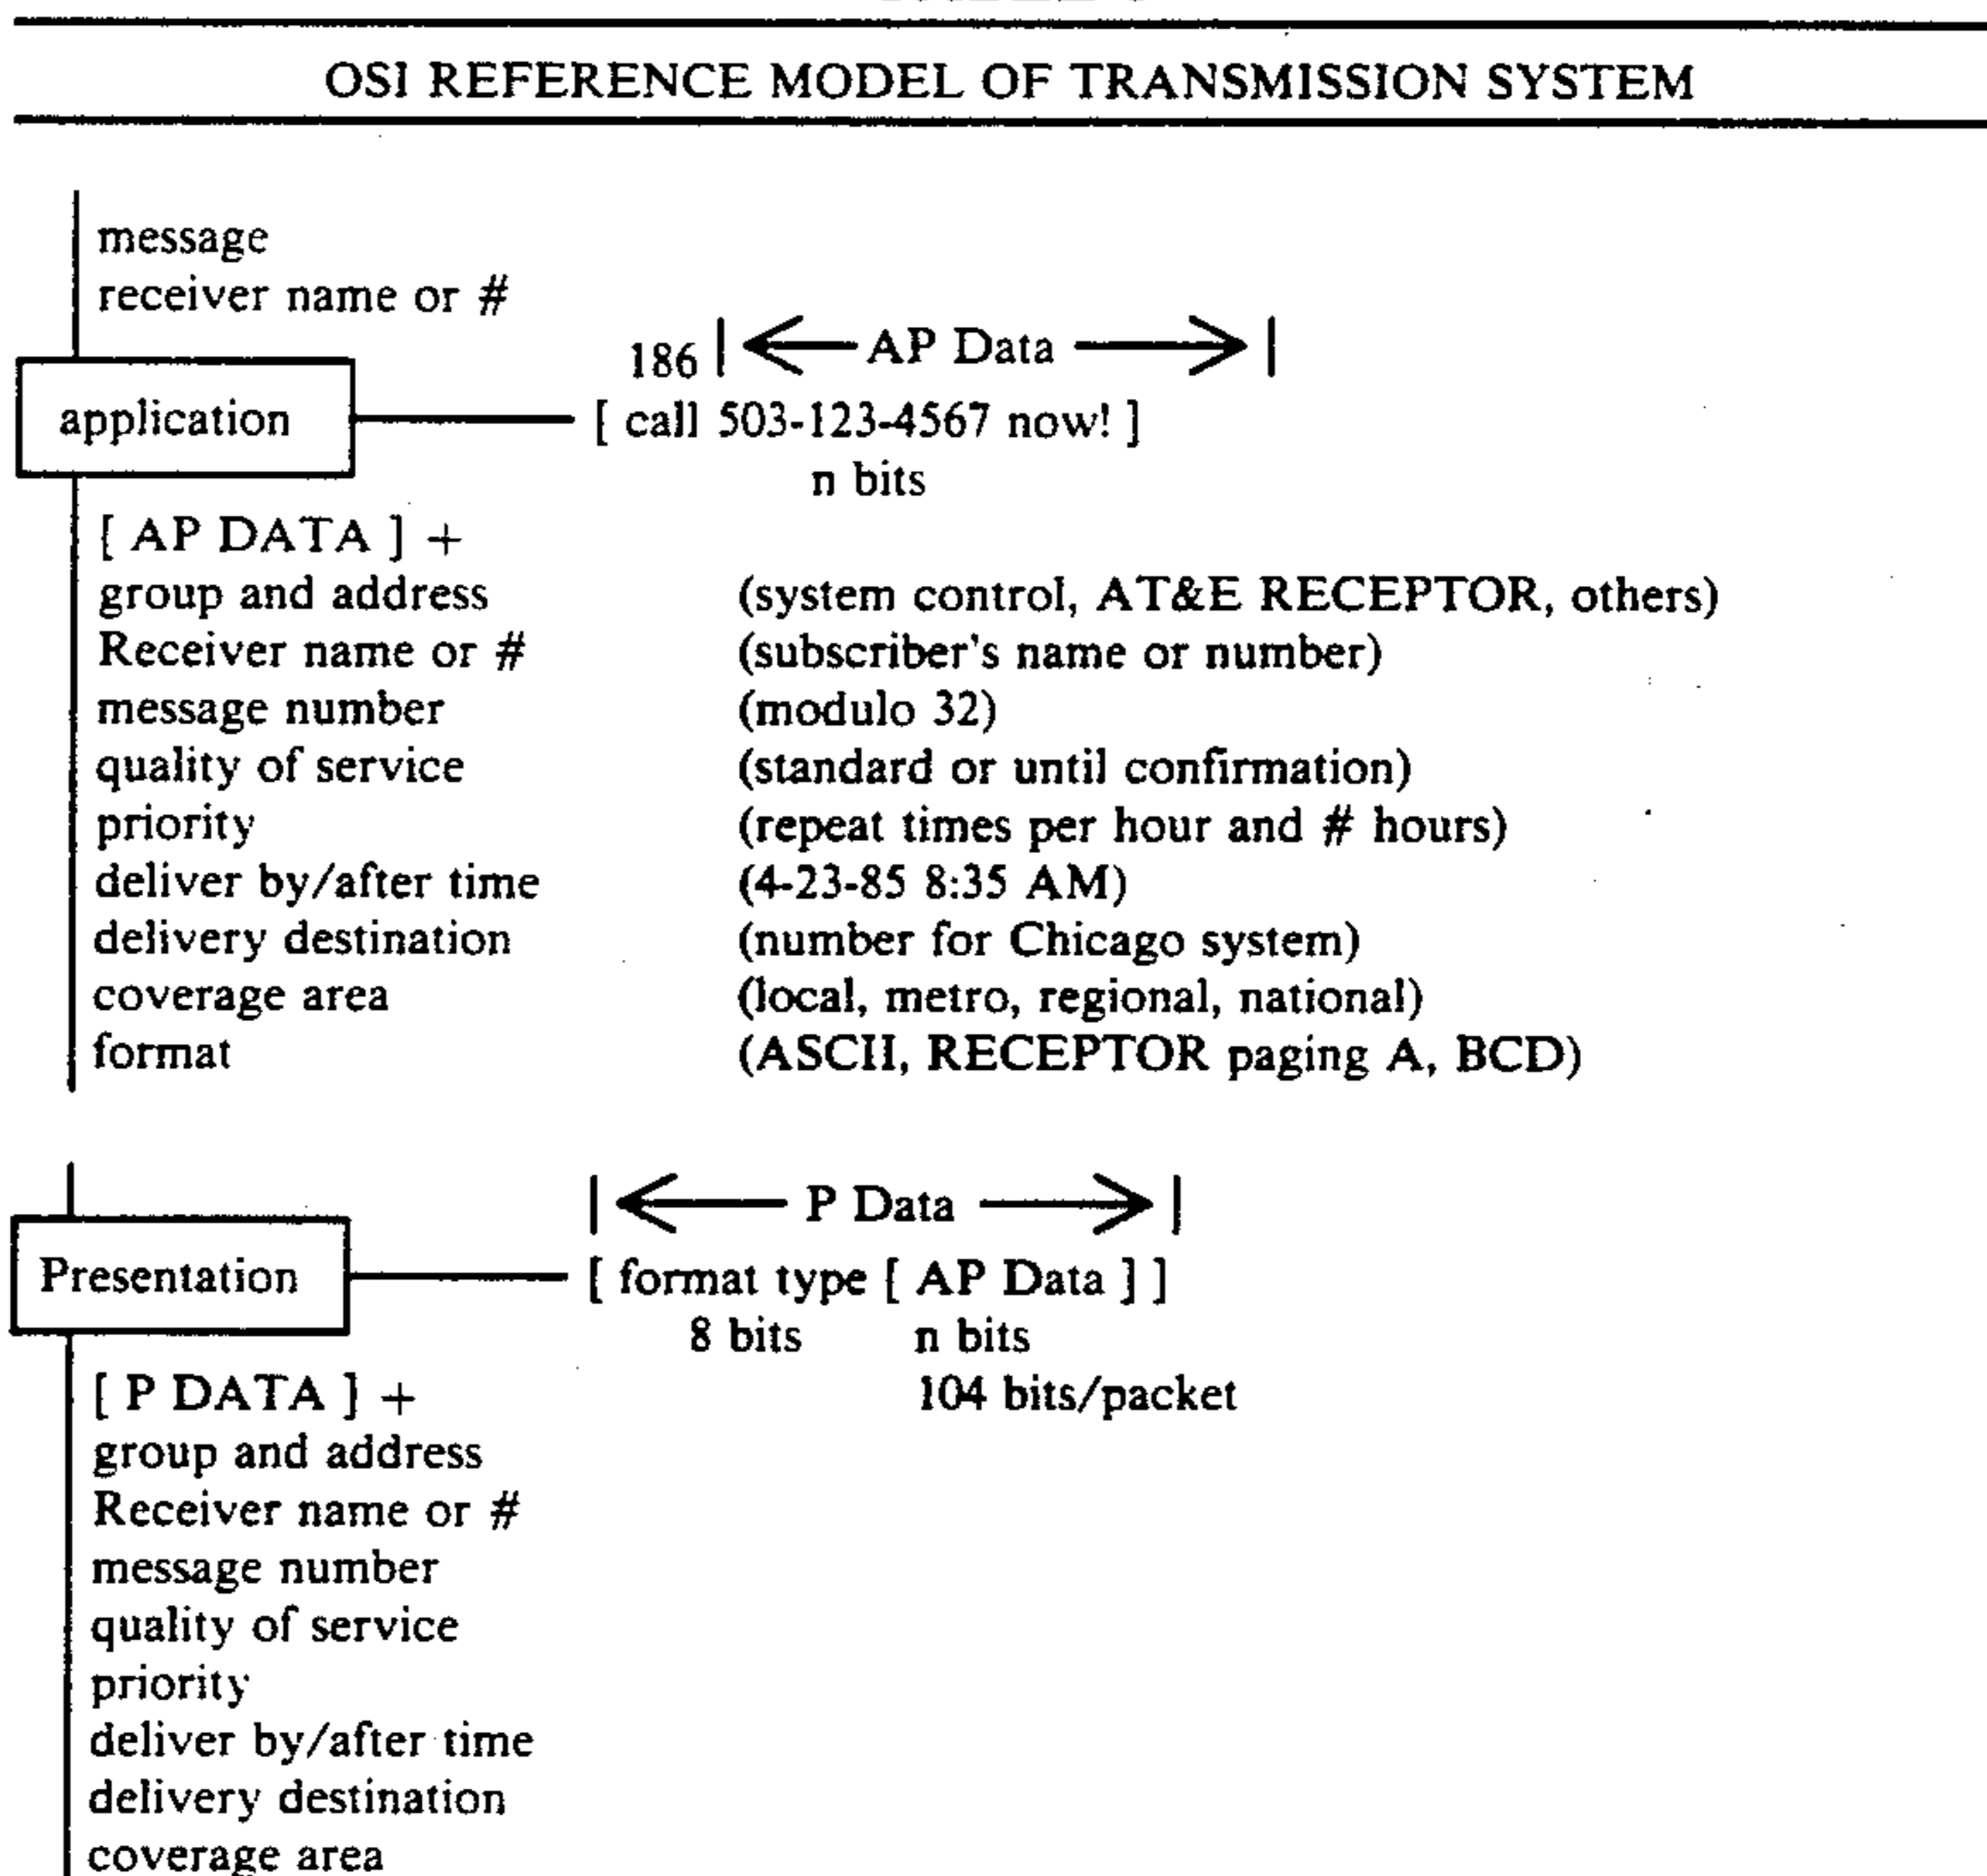 OSI REFERENCE MODEL OF TRANSMISSION SYSTEM
message
receiver name or #
186 |<— AP Data —>|
application [ call 503-123-4567 now! ]
n bits
[ AP DATA ] +
group and address (system control, AT&E RECEPTOR, others)
Receiver name or # (subscriber's name or number)
message number (modulo 32)
quality of service (standard or until confirmation)
priority (repeat times per hour and # hours)
deliver by/after time (4-23-85 8:35 AM)
delivery destination (number for Chicago system)
coverage area (local, metro, regional, national)
format (ASCII, RECEPTOR paging A, BCD)
|<— P Data —>|
Presentation [ format type [ AP Data ] ]
8 bits n bits
[ P DATA ] + 104 bits/packet
group and address
Receiver name or #
message number
quality of service
priority
deliver by/after time
delivery destination
coverage area